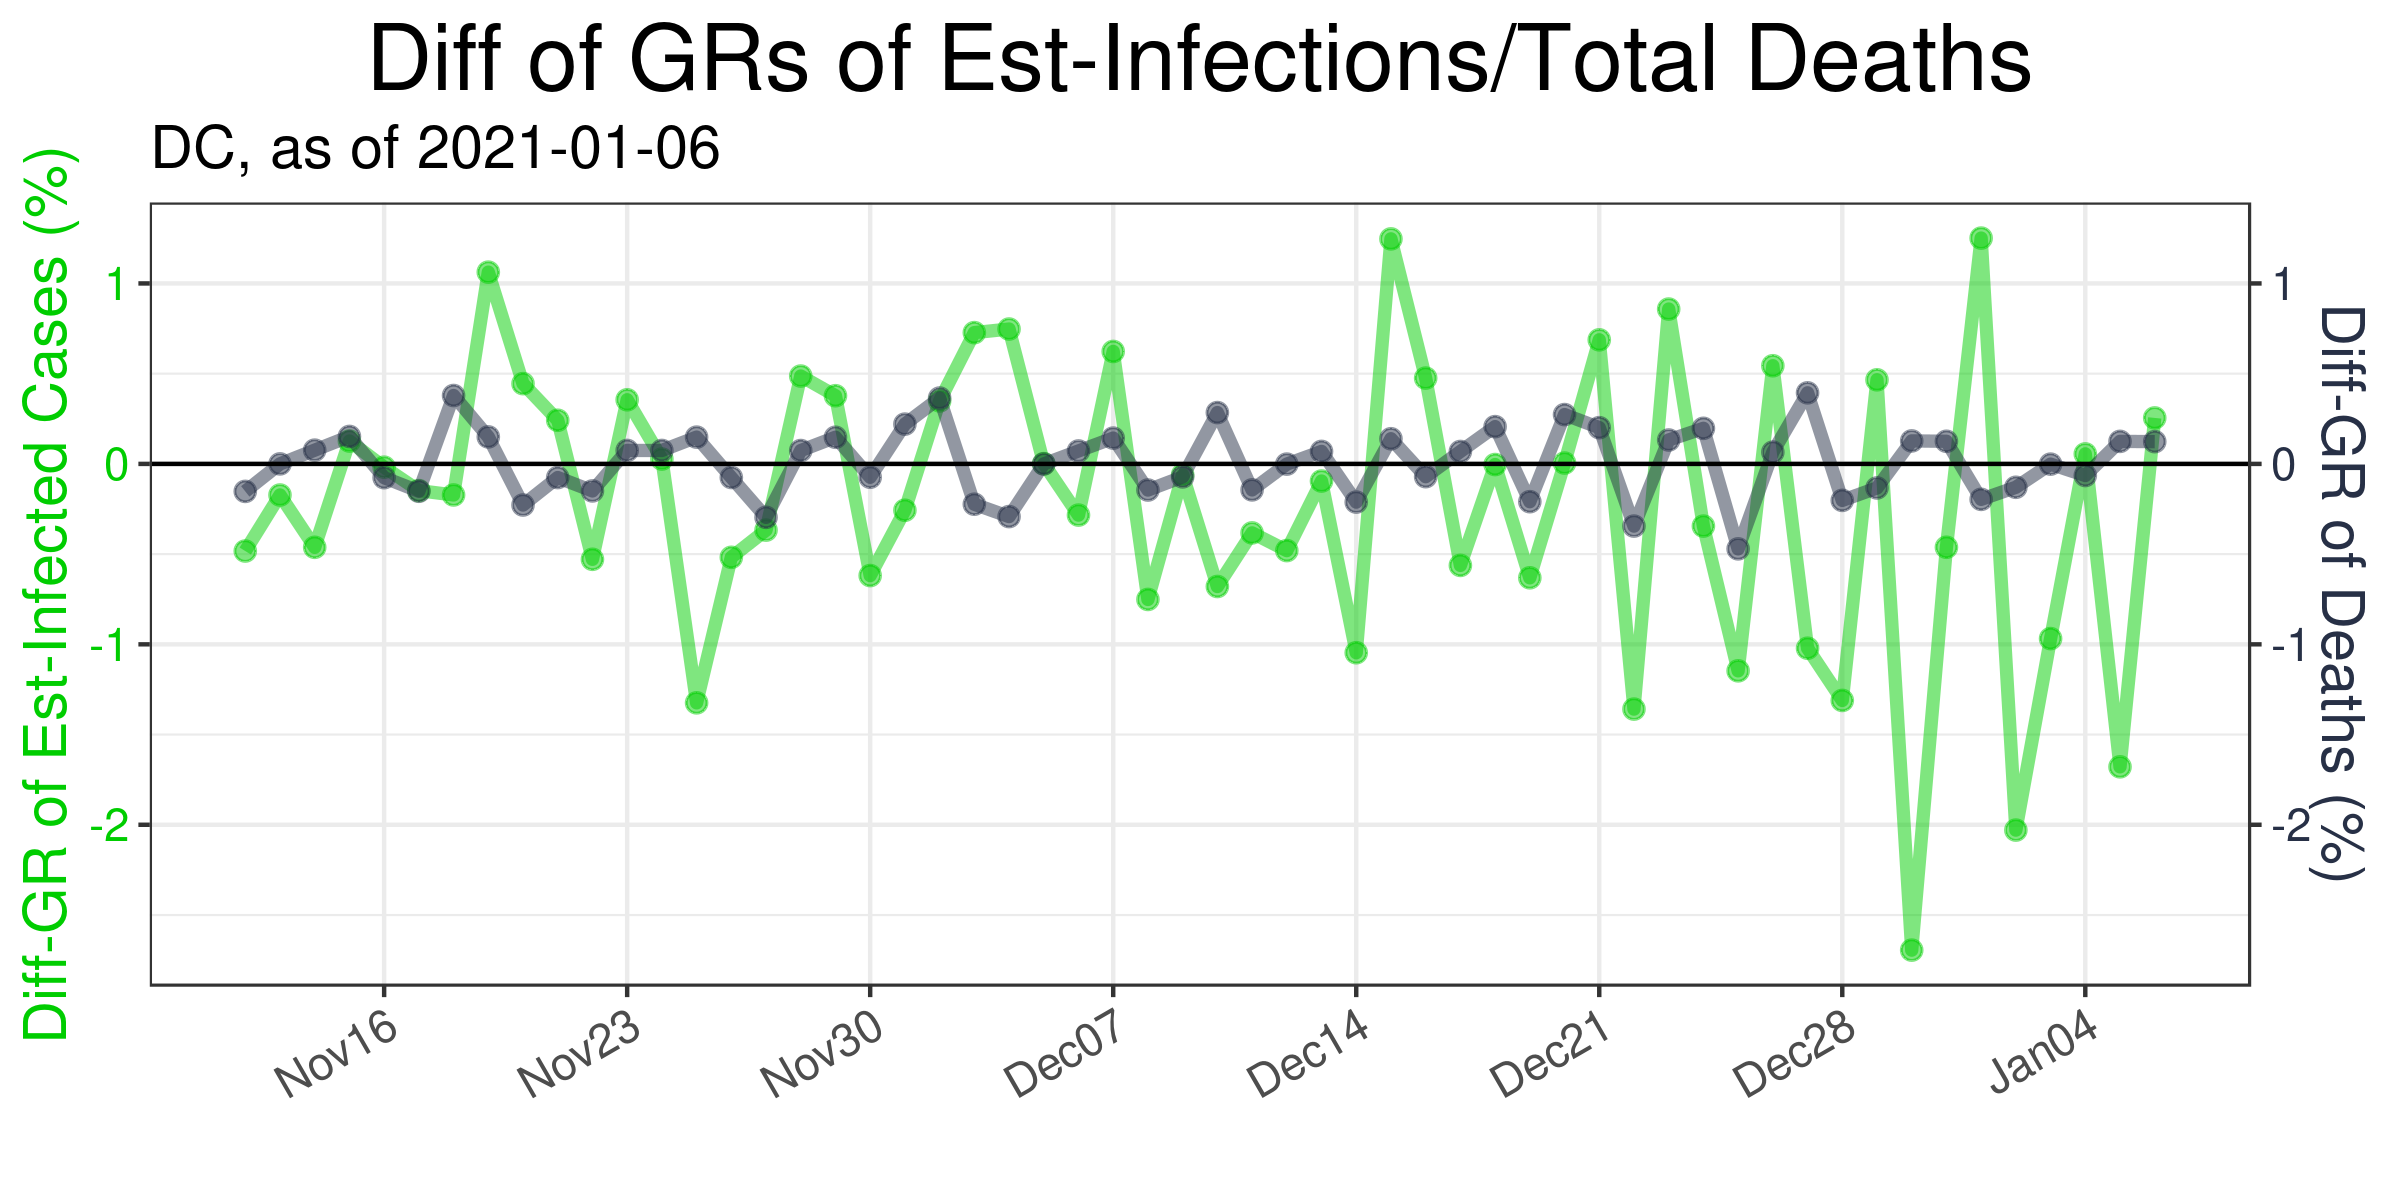 Diff of GRs of Est-Infections/Total Deaths
DC, as of 2021-01-06
Diff-GR of Est-Infected Cases (%)
1
0
-1
-2
1
0
-1
-2
Diff-GR of Deaths (%)
Nov16
Nov23
Nov30
Dec07
Dec14
Dec21
Dec28
Jan04